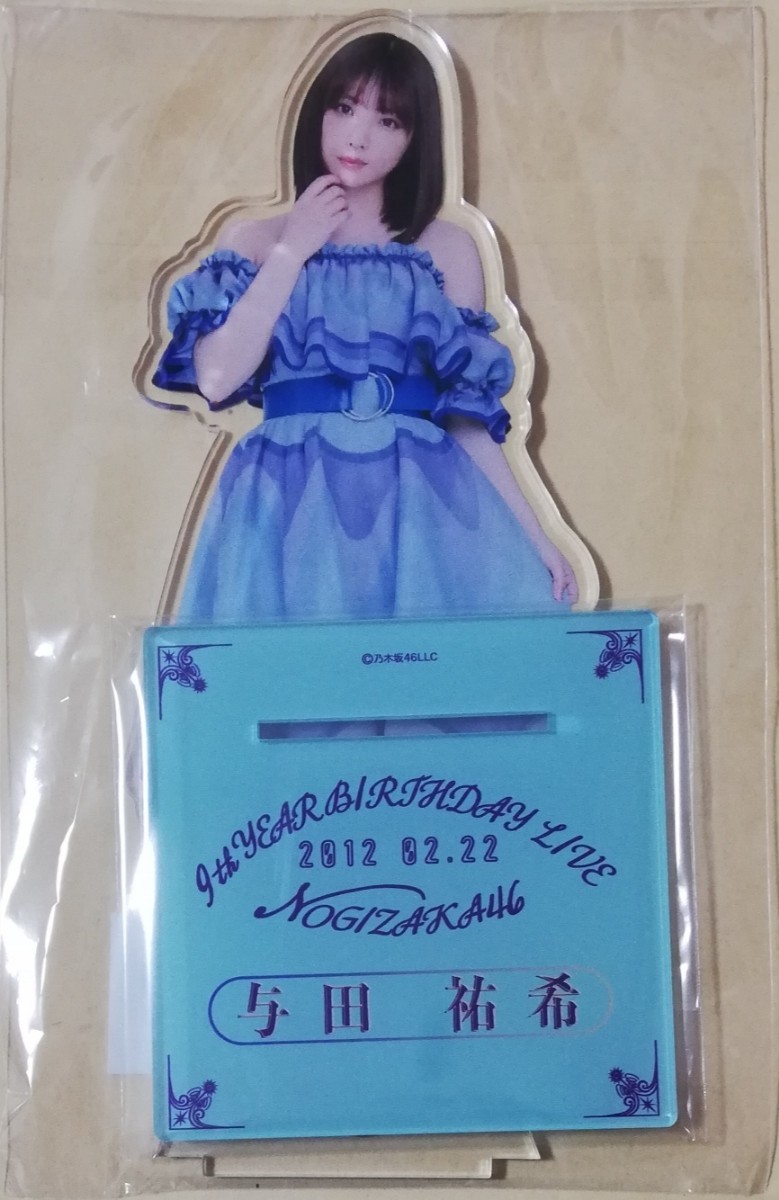 ©乃木坂46LLC
9th YEAR BIRTHDAY LIVE
2012 02.22
NOGIZAKA46
与田 祐希